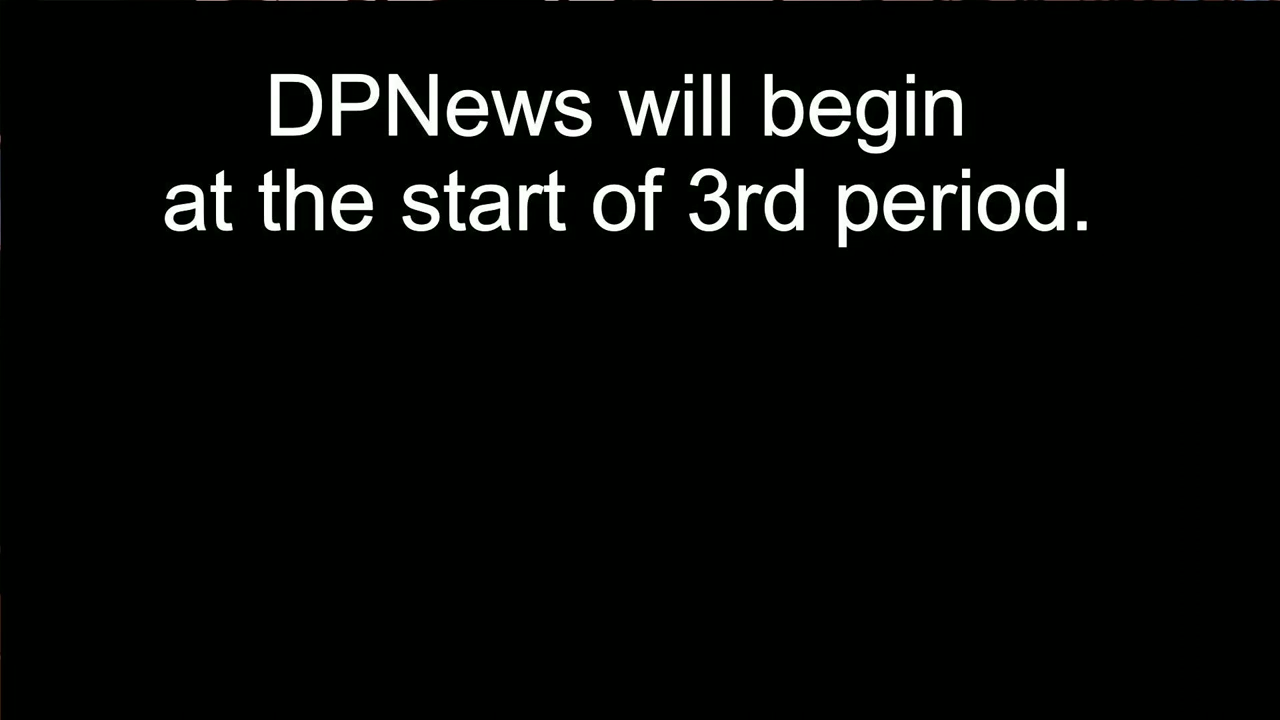 DPNews will begin
at the start of 3rd period.